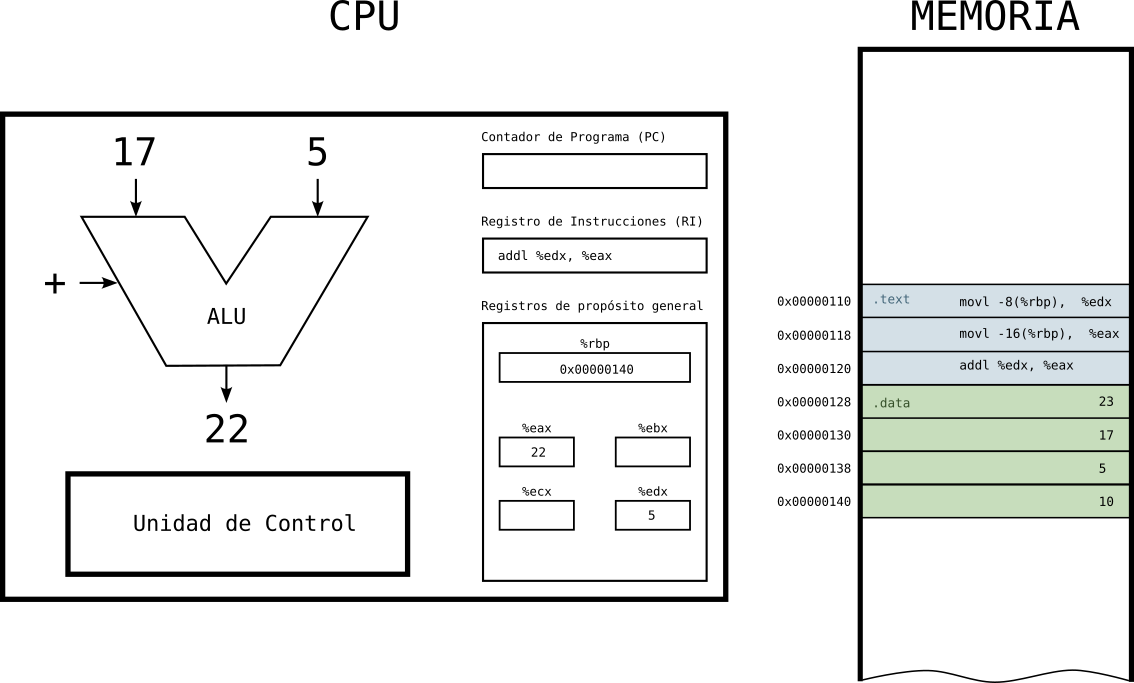 CPU
MEMORIA
17
5
+
ALU
22
Unidad de Control
Contador de Programa (PC)
Registro de Instrucciones (RI)
addl %edx, %eax
Registros de propósito general
%rbp
0x00000140
%eax
%ebx
22
%ecx
%edx
5
0x00000110 .text movl -8(%rbp), %edx
0x00000118 movl -16(%rbp), %eax
0x00000120 addl %edx, %eax
0x00000128 .data 23
0x00000130 17
0x00000138 5
0x00000140 10